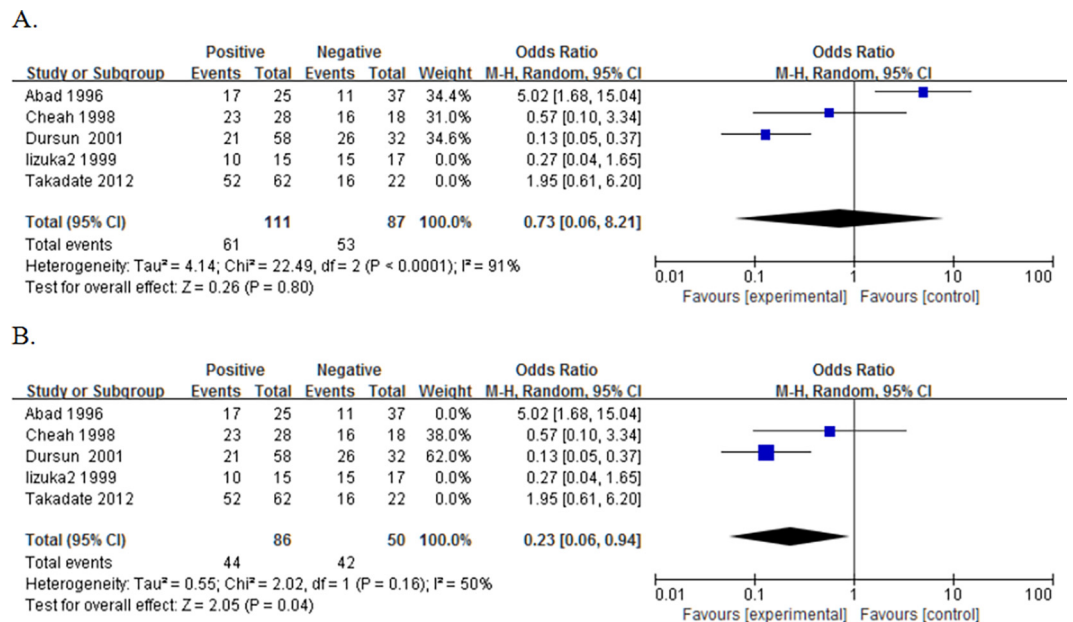 A.
Positive Negative Odds Ratio Odds Ratio
Study or Subgroup Events Total Events Total Weight M-H, Random, 95% CI M-H, Random, 95% CI
Abad 1996 17 25 11 37 34.4% 5.02 [1.68, 15.04]
Cheah 1998 23 28 16 18 31.0% 0.57 [0.10, 3.34]
Dursun 2001 21 58 26 32 34.6% 0.13 [0.05, 0.37]
Iizuka2 1999 10 15 15 17 0.0% 0.27 [0.04, 1.65]
Takadate 2012 52 62 16 22 0.0% 1.95 [0.61, 6.20]
Total (95% CI) 111 87 100.0% 0.73 [0.06, 8.21]
Total events 61 53
Heterogeneity: Tau² = 4.14; Chi² = 22.49, df = 2 (P < 0.0001); I² = 91%
Test for overall effect: Z = 0.26 (P = 0.80)
0.01 0.1 1 10 100
Favours [experimental] Favours [control]
B.
Positive Negative Odds Ratio Odds Ratio
Study or Subgroup Events Total Events Total Weight M-H, Random, 95% CI M-H, Random, 95% CI
Abad 1996 17 25 11 37 0.0% 5.02 [1.68, 15.04]
Cheah 1998 23 28 16 18 38.0% 0.57 [0.10, 3.34]
Dursun 2001 21 58 26 32 62.0% 0.13 [0.05, 0.37]
Iizuka2 1999 10 15 15 17 0.0% 0.27 [0.04, 1.65]
Takadate 2012 52 62 16 22 0.0% 1.95 [0.61, 6.20]
Total (95% CI) 86 50 100.0% 0.23 [0.06, 0.94]
Total events 44 42
Heterogeneity: Tau² = 0.55; Chi² = 2.02, df = 1 (P = 0.16); I² = 50%
Test for overall effect: Z = 2.05 (P = 0.04)
0.01 0.1 1 10 100
Favours [experimental] Favours [control]